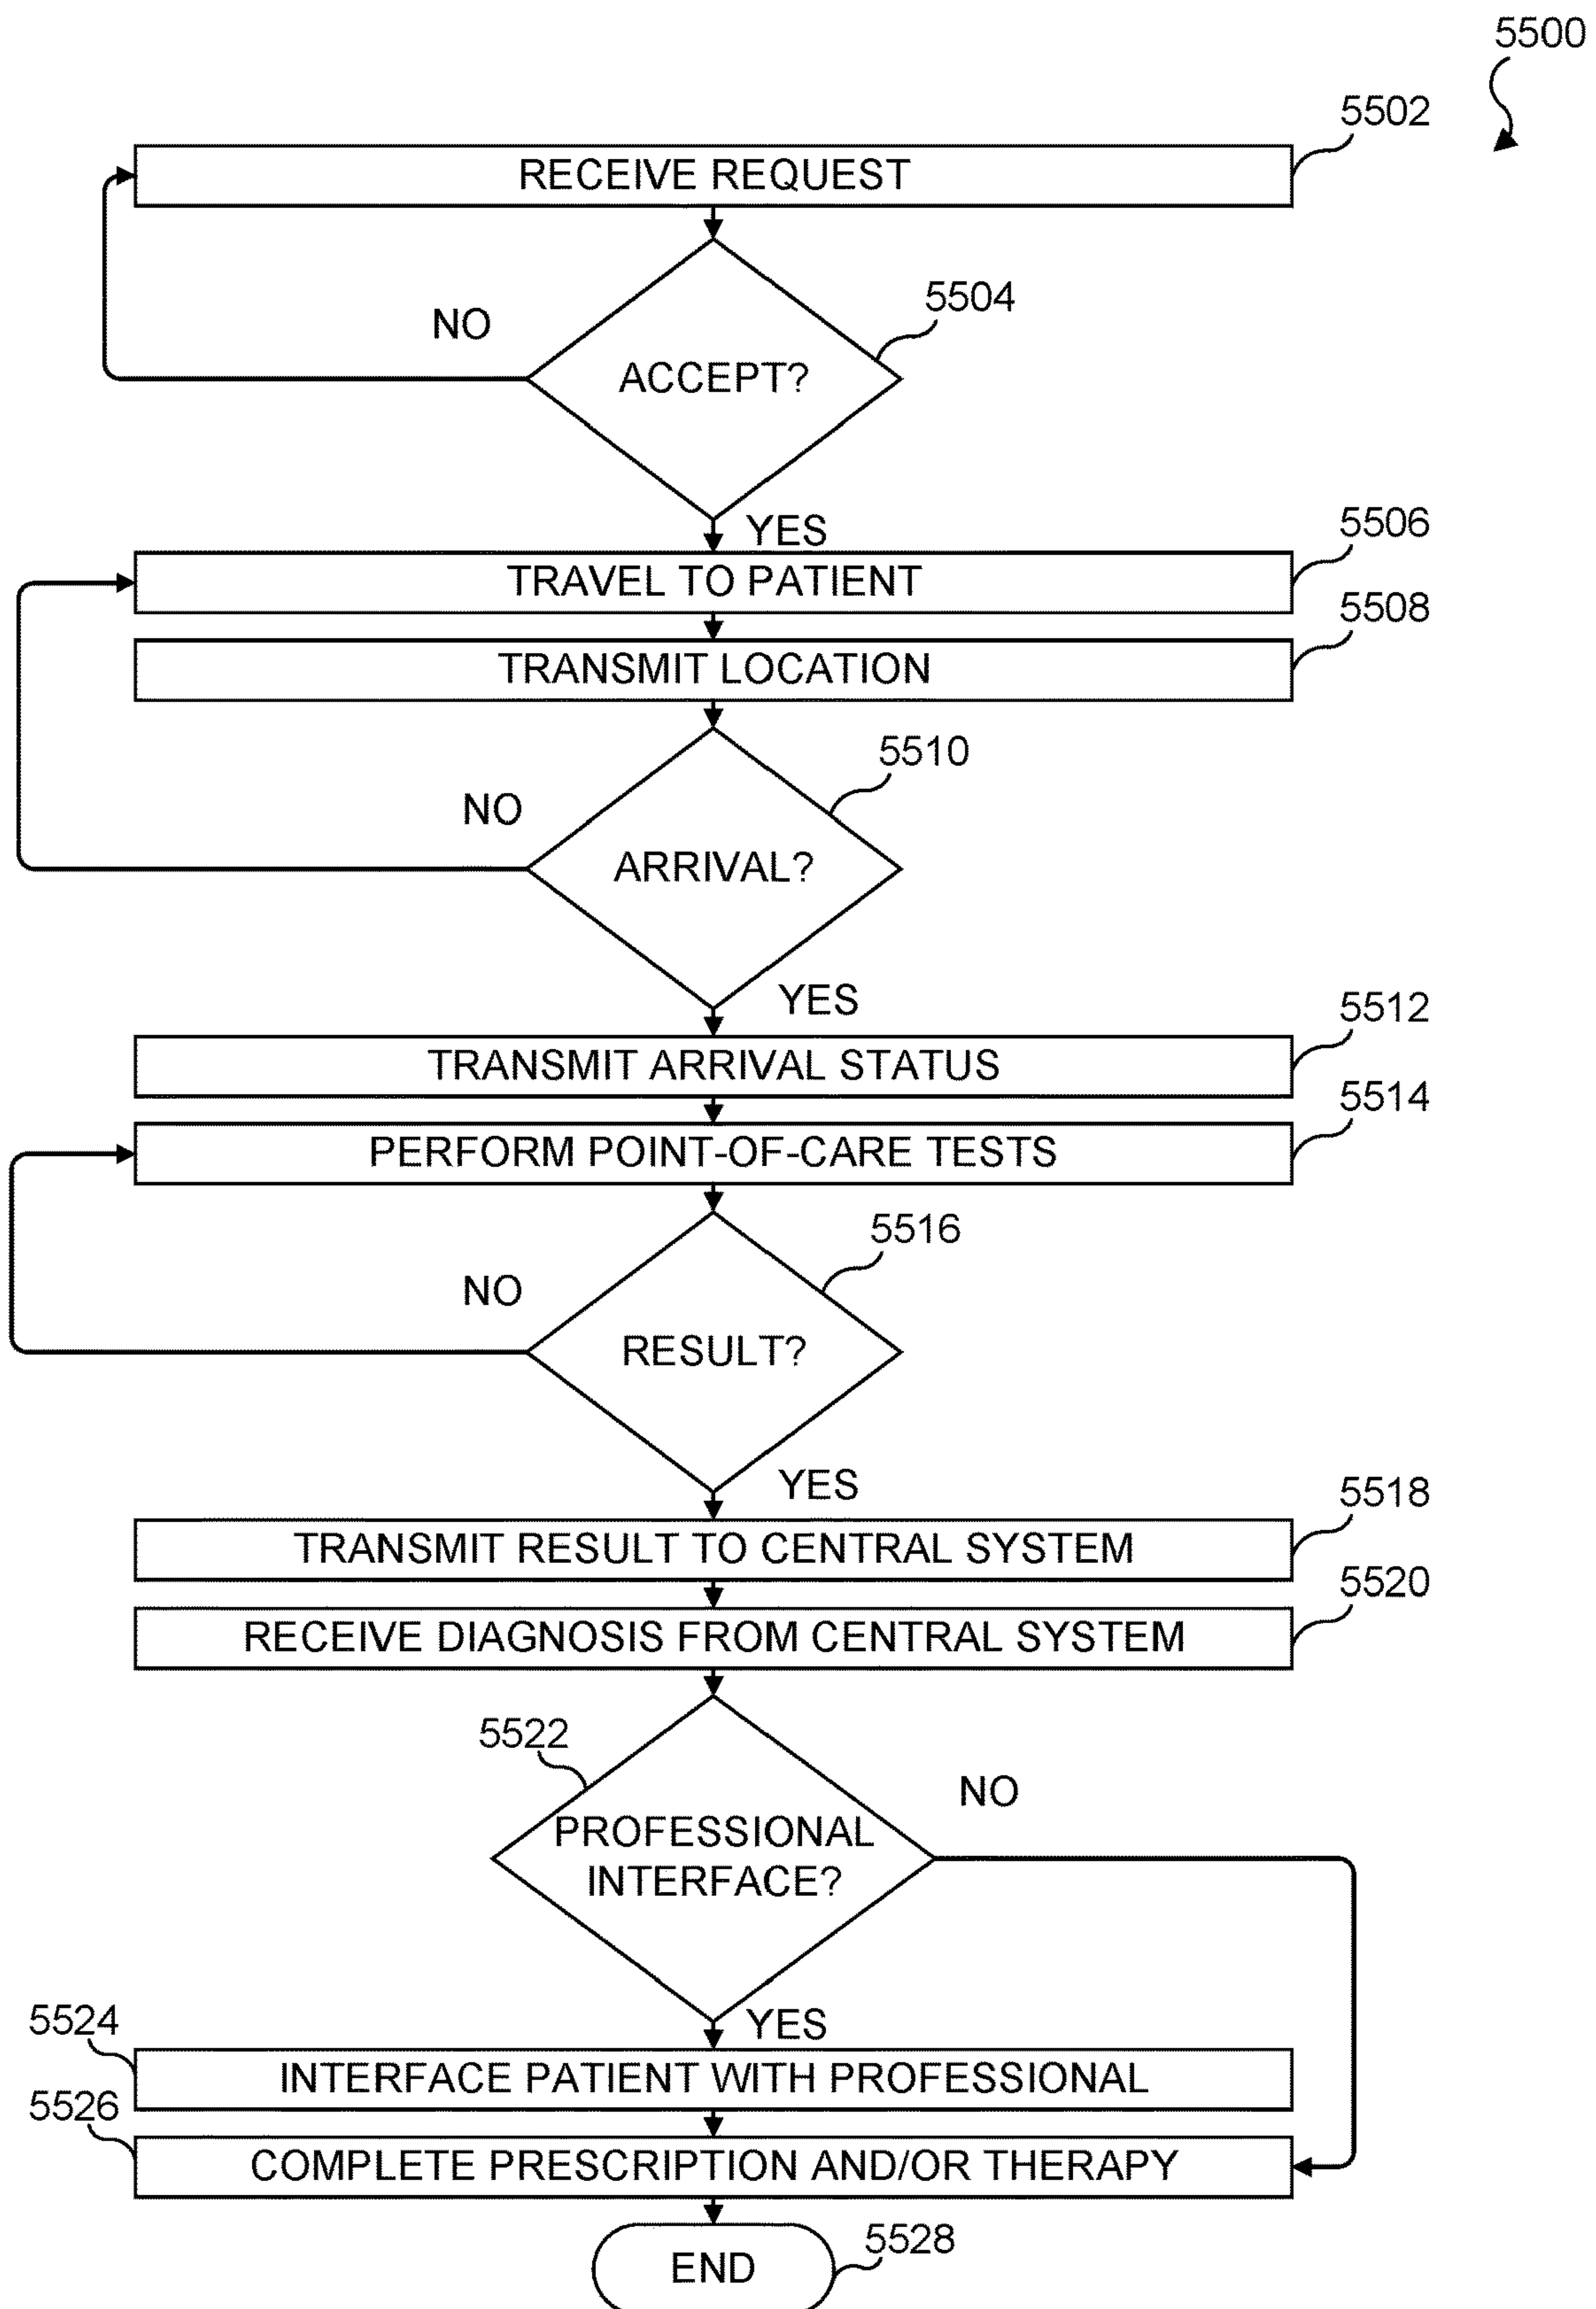 5500
5502
RECEIVE REQUEST
5504
NO
ACCEPT?
YES
5506
TRAVEL TO PATIENT
5508
TRANSMIT LOCATION
5510
NO
ARRIVAL?
YES
5512
TRANSMIT ARRIVAL STATUS
5514
PERFORM POINT-OF-CARE TESTS
5516
NO
RESULT?
YES
5518
TRANSMIT RESULT TO CENTRAL SYSTEM
5520
RECEIVE DIAGNOSIS FROM CENTRAL SYSTEM
5522
NO
PROFESSIONAL
INTERFACE?
YES
5524
INTERFACE PATIENT WITH PROFESSIONAL
5526
COMPLETE PRESCRIPTION AND/OR THERAPY
5528
END